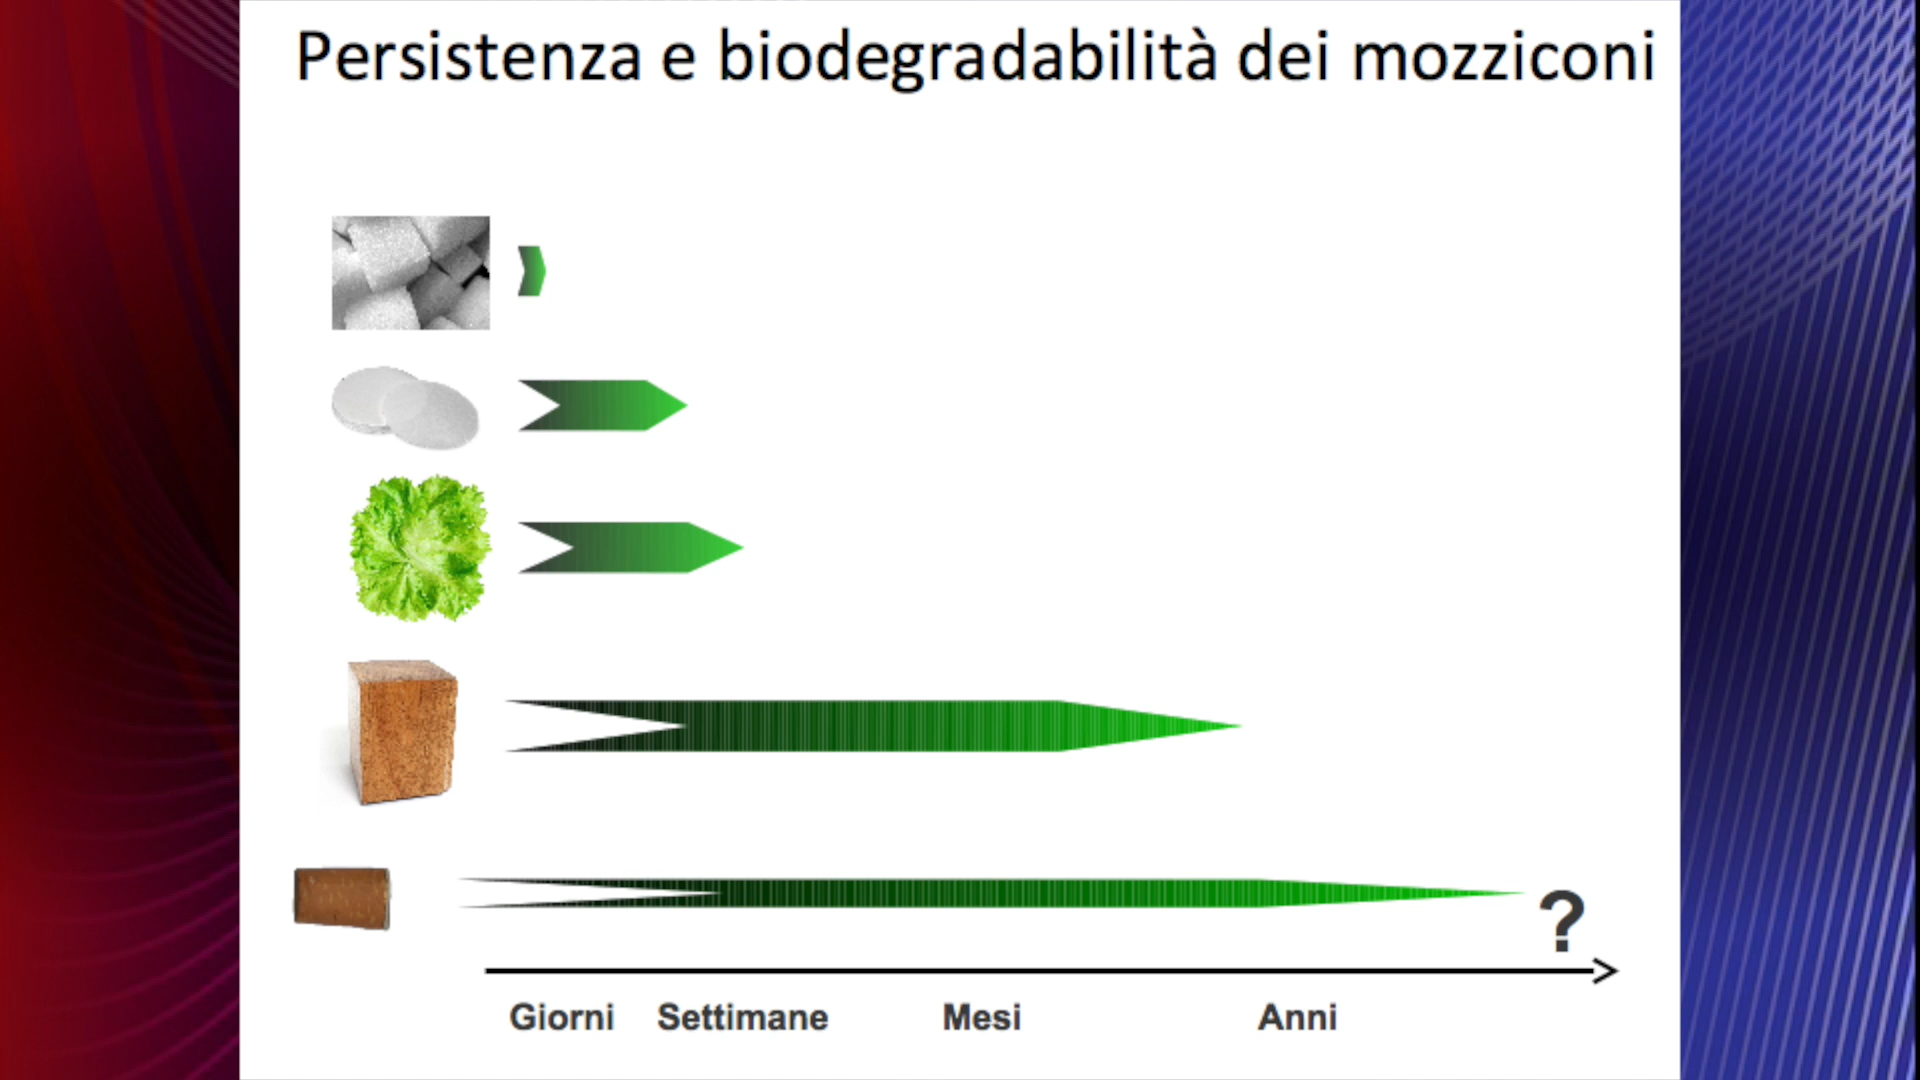 Persistenza e biodegradabilità dei mozziconi
?
Giorni Settimane Mesi Anni